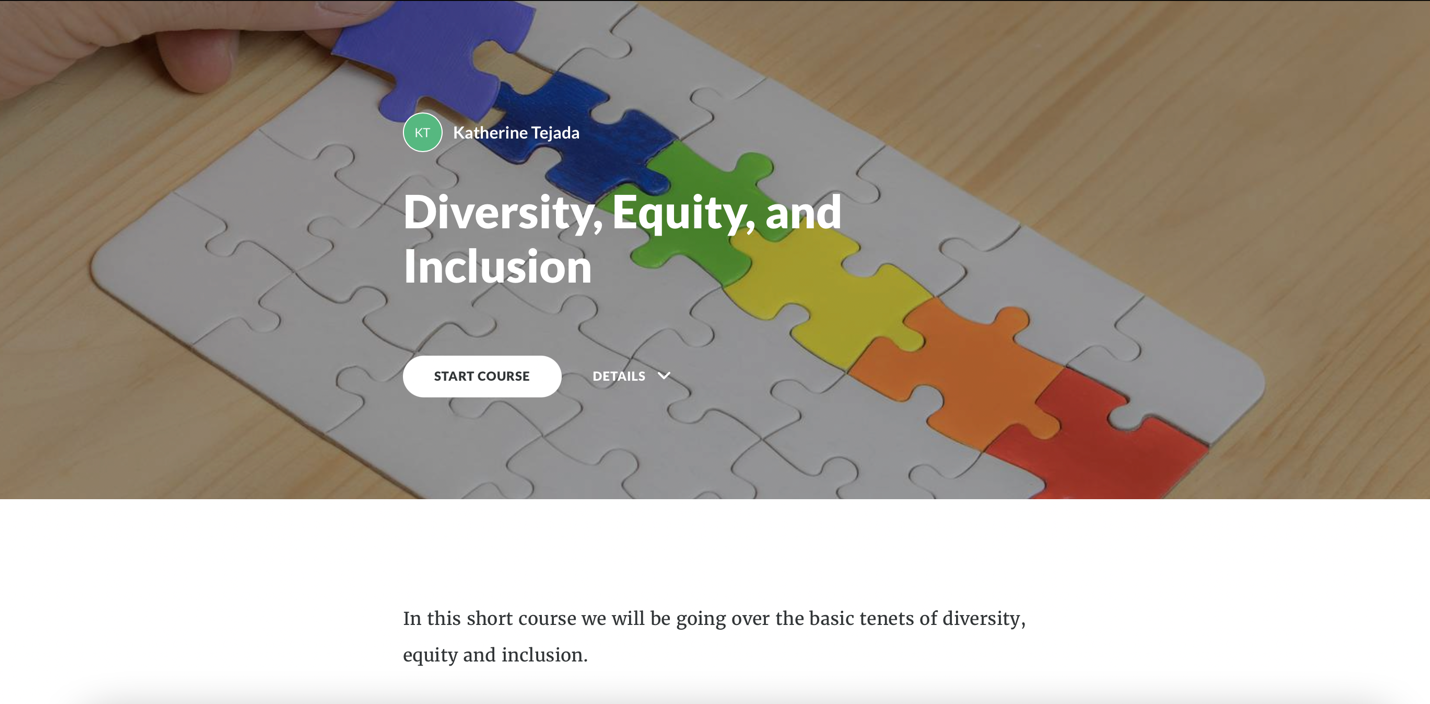 KT
Katherine Tejada
Diversity, Equity, and
Inclusion
START COURSE
DETAILS
In this short course we will be going over the basic tenets of diversity,
equity and inclusion.